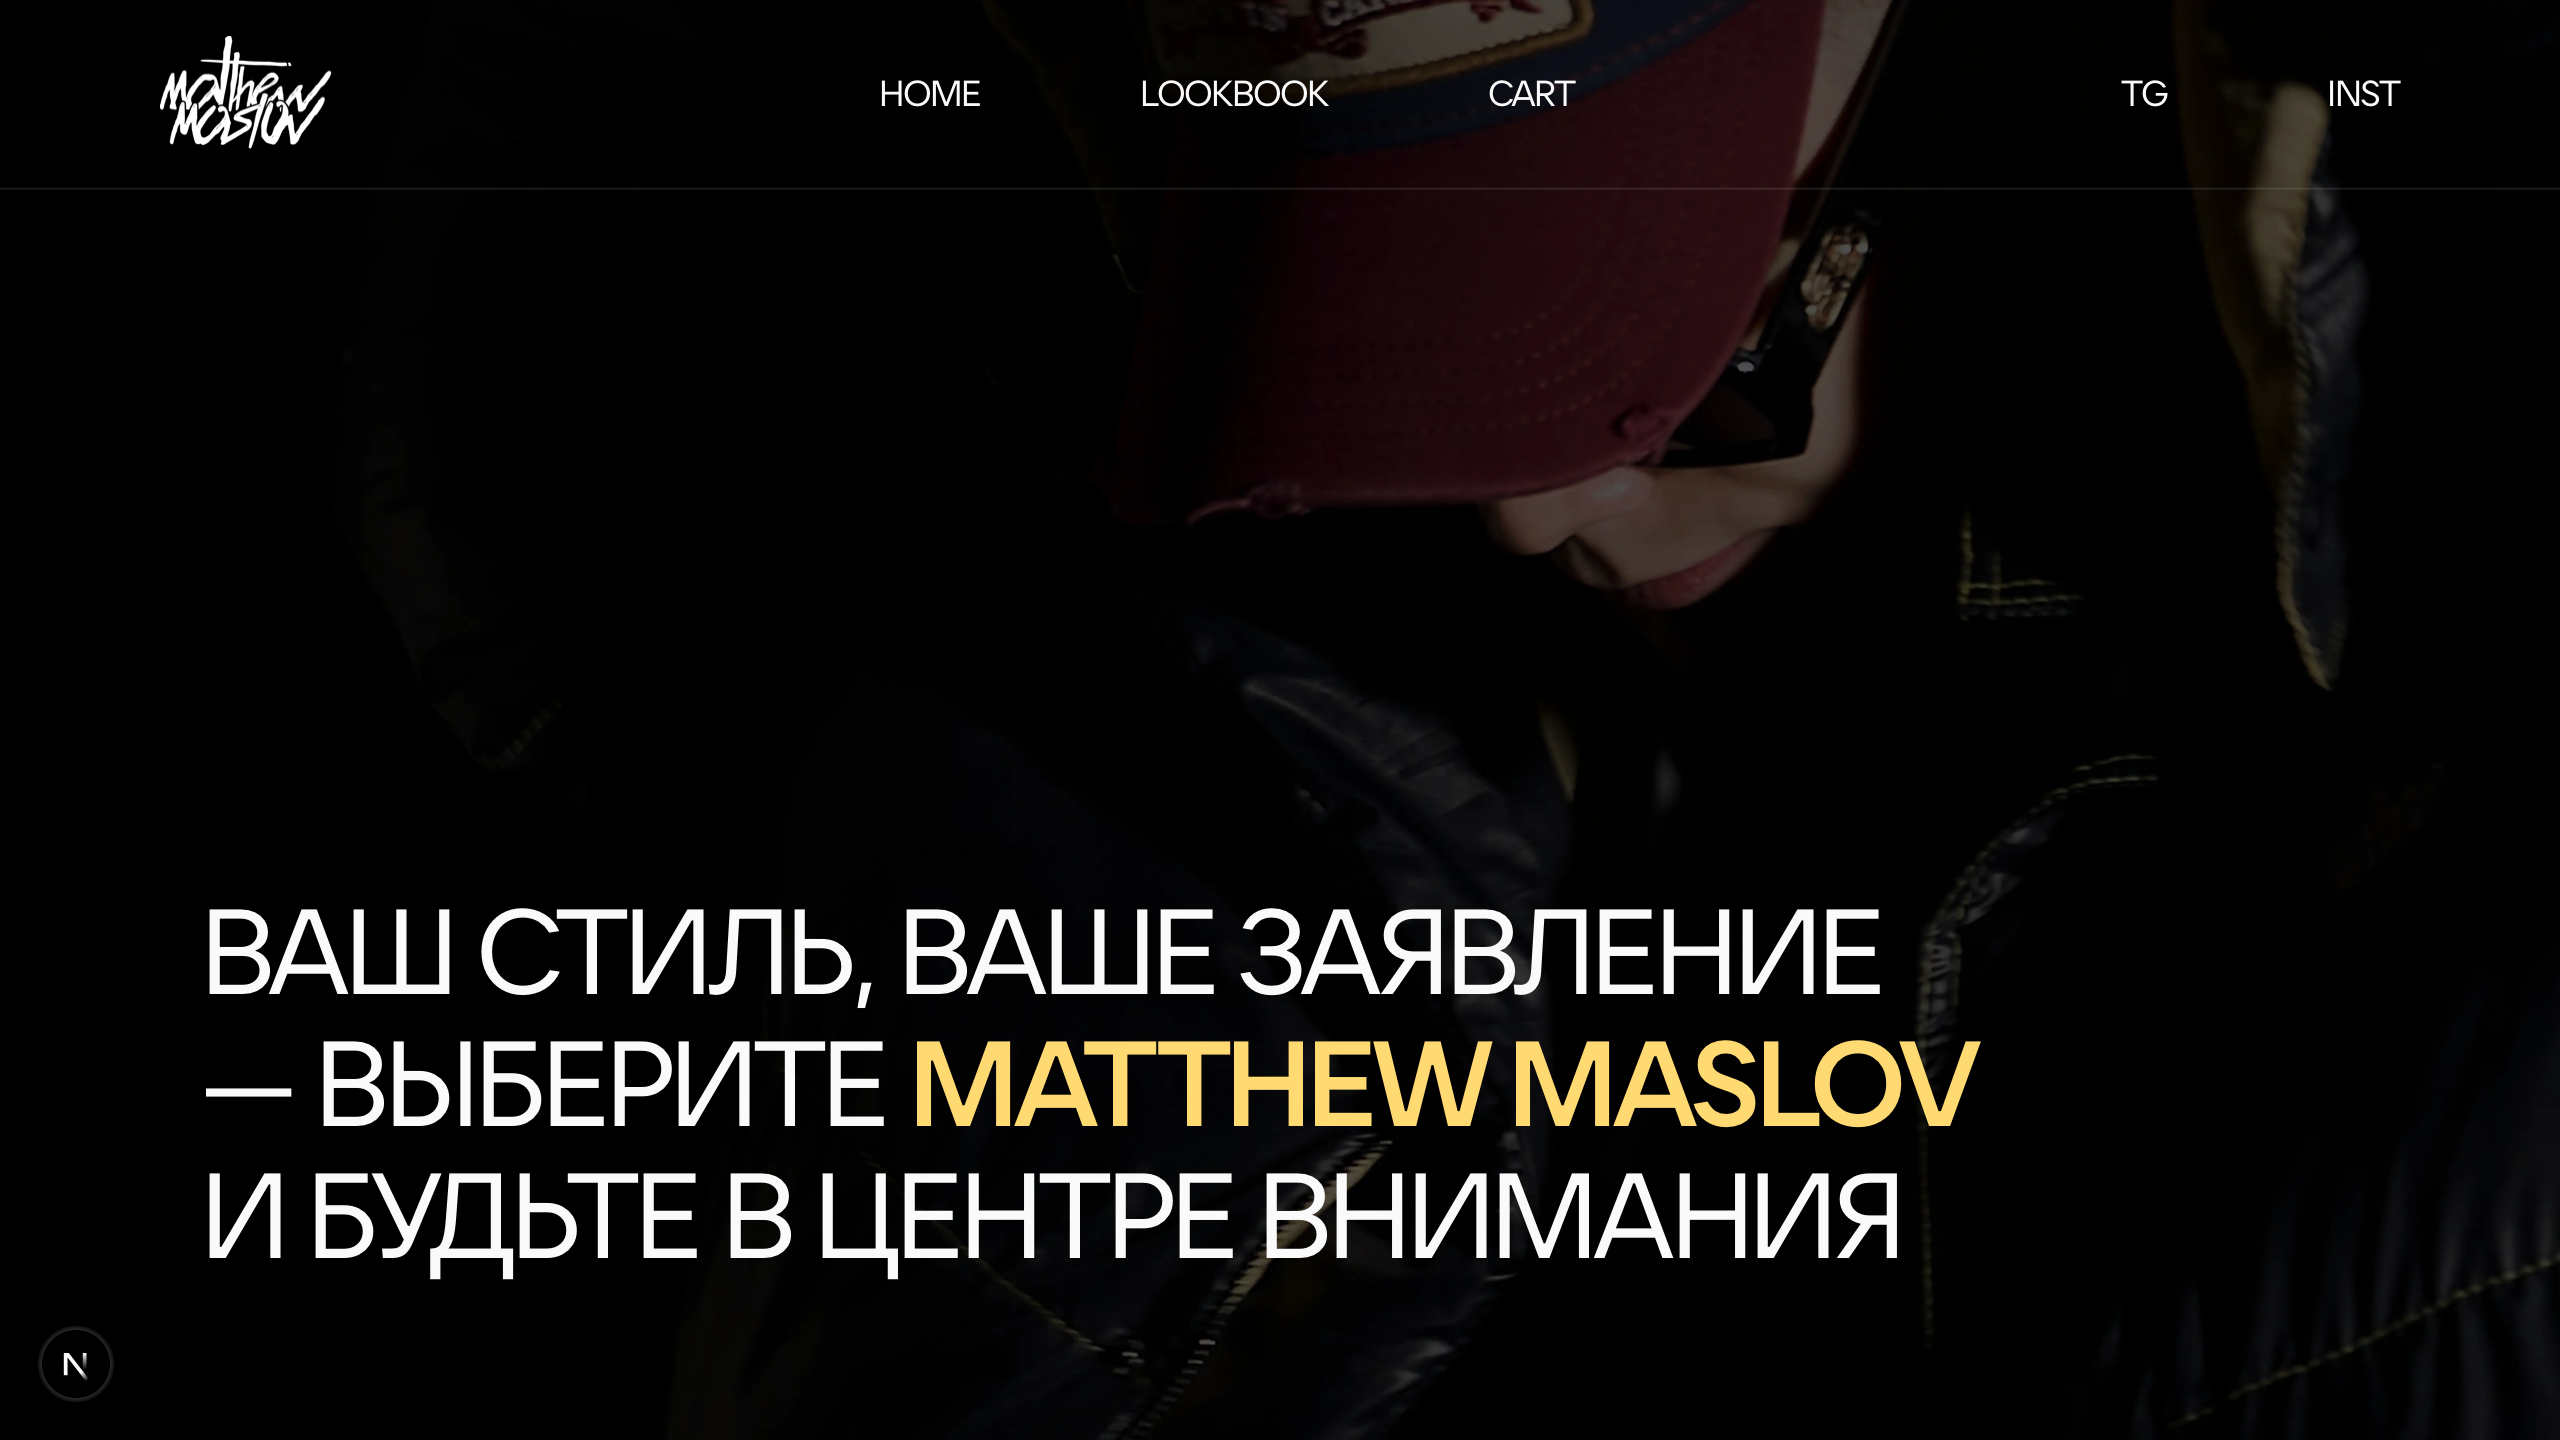 matthew
maslov
HOME LOOKBOOK CART TG INST
ВАШ СТИЛЬ, ВАШЕ ЗАЯВЛЕНИЕ
— ВЫБЕРИТЕ MATTHEW MASLOV
И БУДЬТЕ В ЦЕНТРЕ ВНИМАНИЯ
N